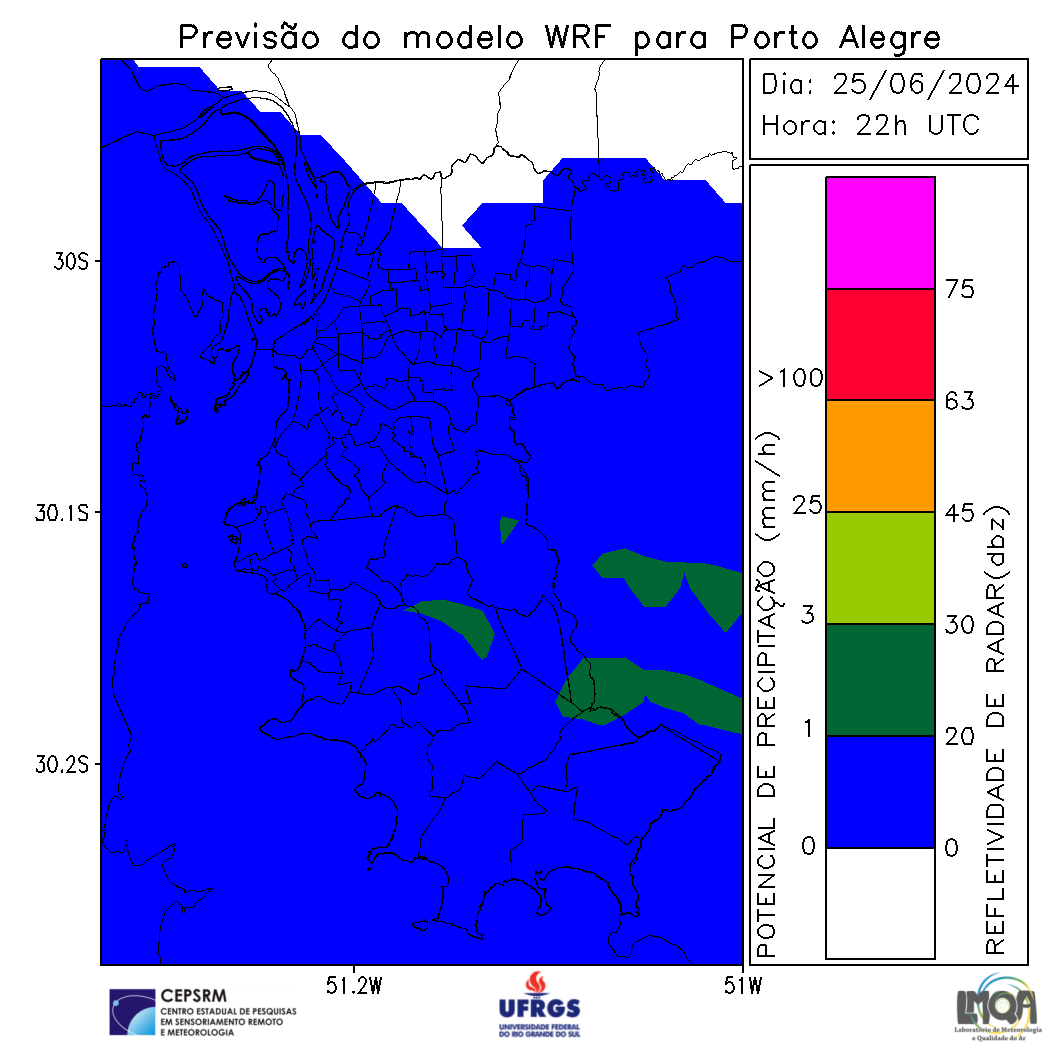 Previsão do modelo WRF para Porto Alegre
Dia: 25/06/2024
Hora: 22h UTC
30S
30.1S
30.2S
51.2W
51W
>100
25
3
1
0
POTENCIAL DE PRECIPITAÇÃO (mm/h)
75
63
45
30
20
0
REFLETIVIDADE DE RADAR(dbz)
CEPSRM
CENTRO ESTADUAL DE PESQUISAS
EM SENSORIAMENTO REMOTO
E METEOROLOGIA
UFRGS
UNIVERSIDADE FEDERAL
DO RIO GRANDE DO SUL
LMQA
Laboratório de Meteorologia
e Qualidade do Ar